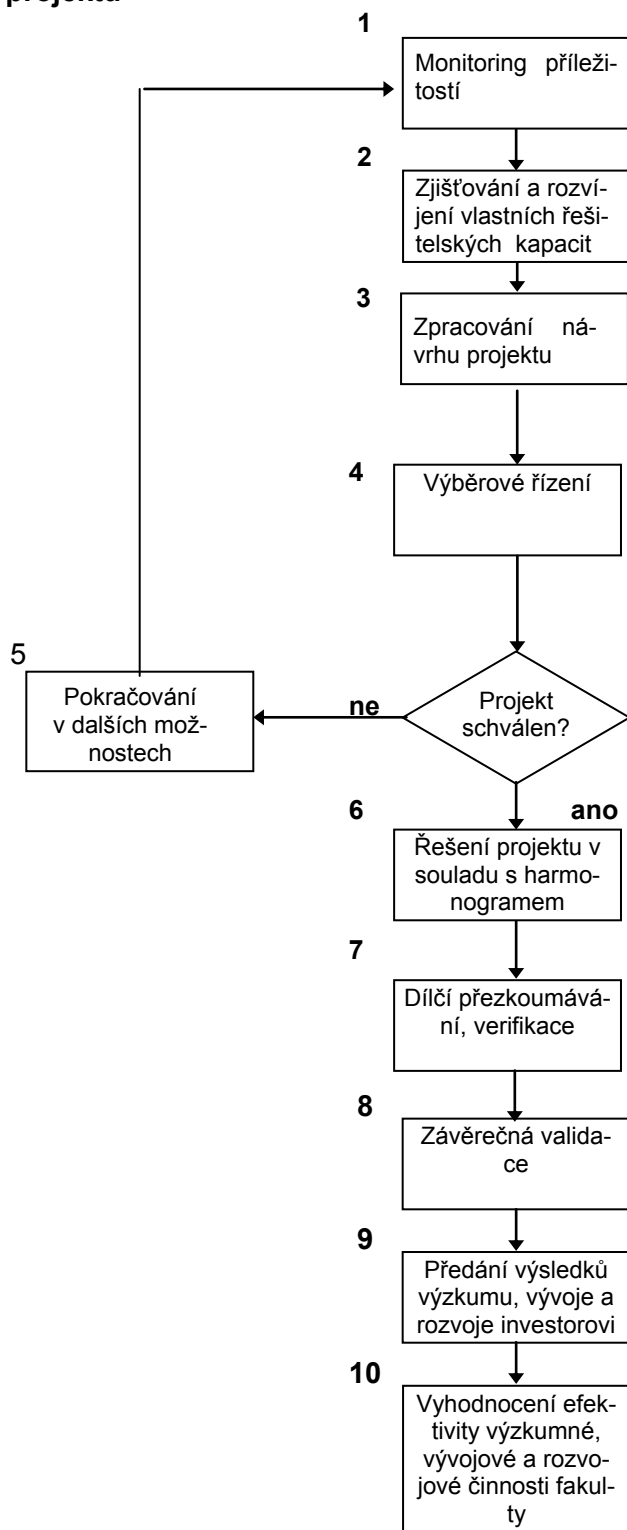 1
Monitoring příleži-
tostí
2
Zjišťování a rozví-
jení vlastních řeši-
telských kapacit
3
Zpracování ná-
vrhu projektu
4
Výběrové řízení
5
Pokračování
v dalších mož-
nostech
ne
Projekt
schválen?
6
ano
Řešení projektu v
souladu s harmo-
nogramem
7
Dílčí přezkoumává-
ní, verifikace
8
Závěrečná valida-
ce
9
Předání výsledků
výzkumu, vývoje a
rozvoje investorovi
10
Vyhodnocení efek-
tivity výzkumné,
vývojové a rozvo-
jové činnosti fakul-
ty